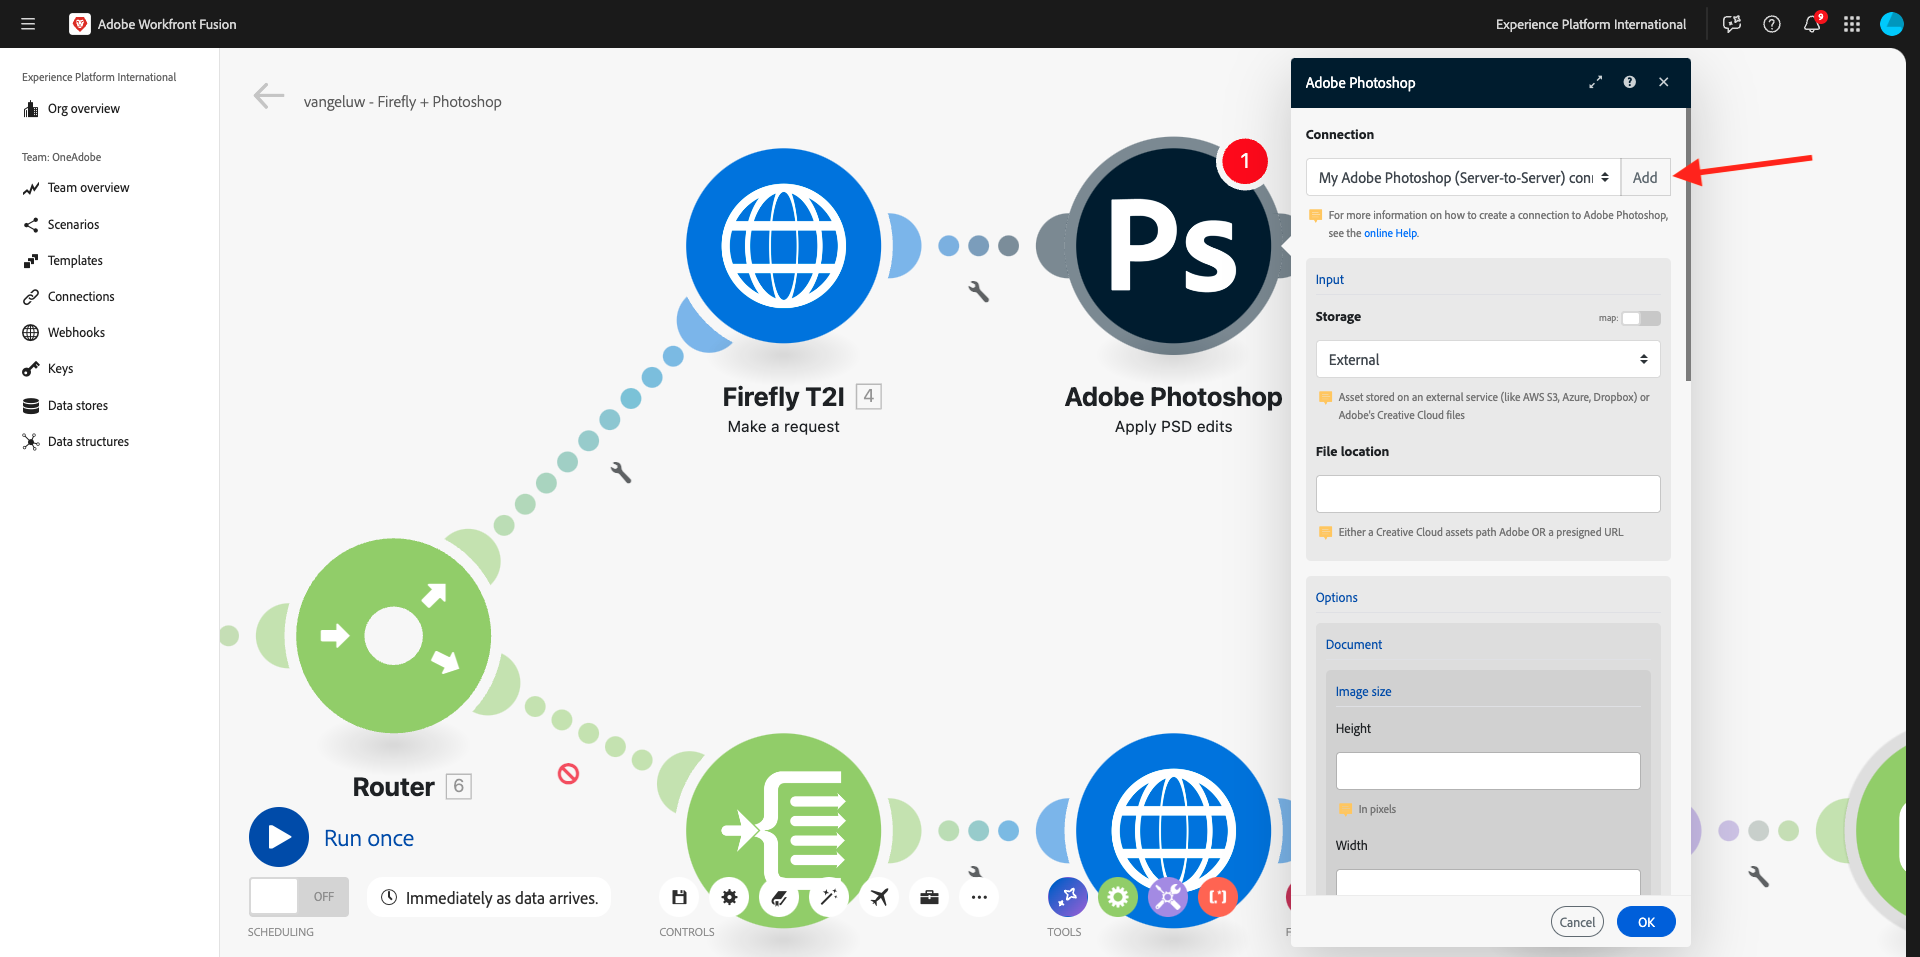 Adobe Workfront Fusion
Experience Platform International
9
Experience Platform International
Org overview
Team: OneAdobe
Team overview
Scenarios
Templates
Connections
Webhooks
Keys
Data stores
Data structures
vangeluw - Firefly + Photoshop
1
Ps
Firefly T2I 4
Make a request
Adobe Photoshop
Apply PSD edits
Router 6
Run once
OFF
Immediately as data arrives.
SCHEDULING
CONTROLS
TOOLS
F
Adobe Photoshop
Connection
My Adobe Photoshop (Server-to-Server) con
Add
For more information on how to create a connection to Adobe Photoshop,
see the online Help.
Input
Storage
map:
External
Asset stored on an external service (like AWS S3, Azure, Dropbox) or
Adobe's Creative Cloud files
File location
Either a Creative Cloud assets path Adobe OR a presigned URL
Options
Document
Image size
Height
In pixels
Width
Cancel
OK